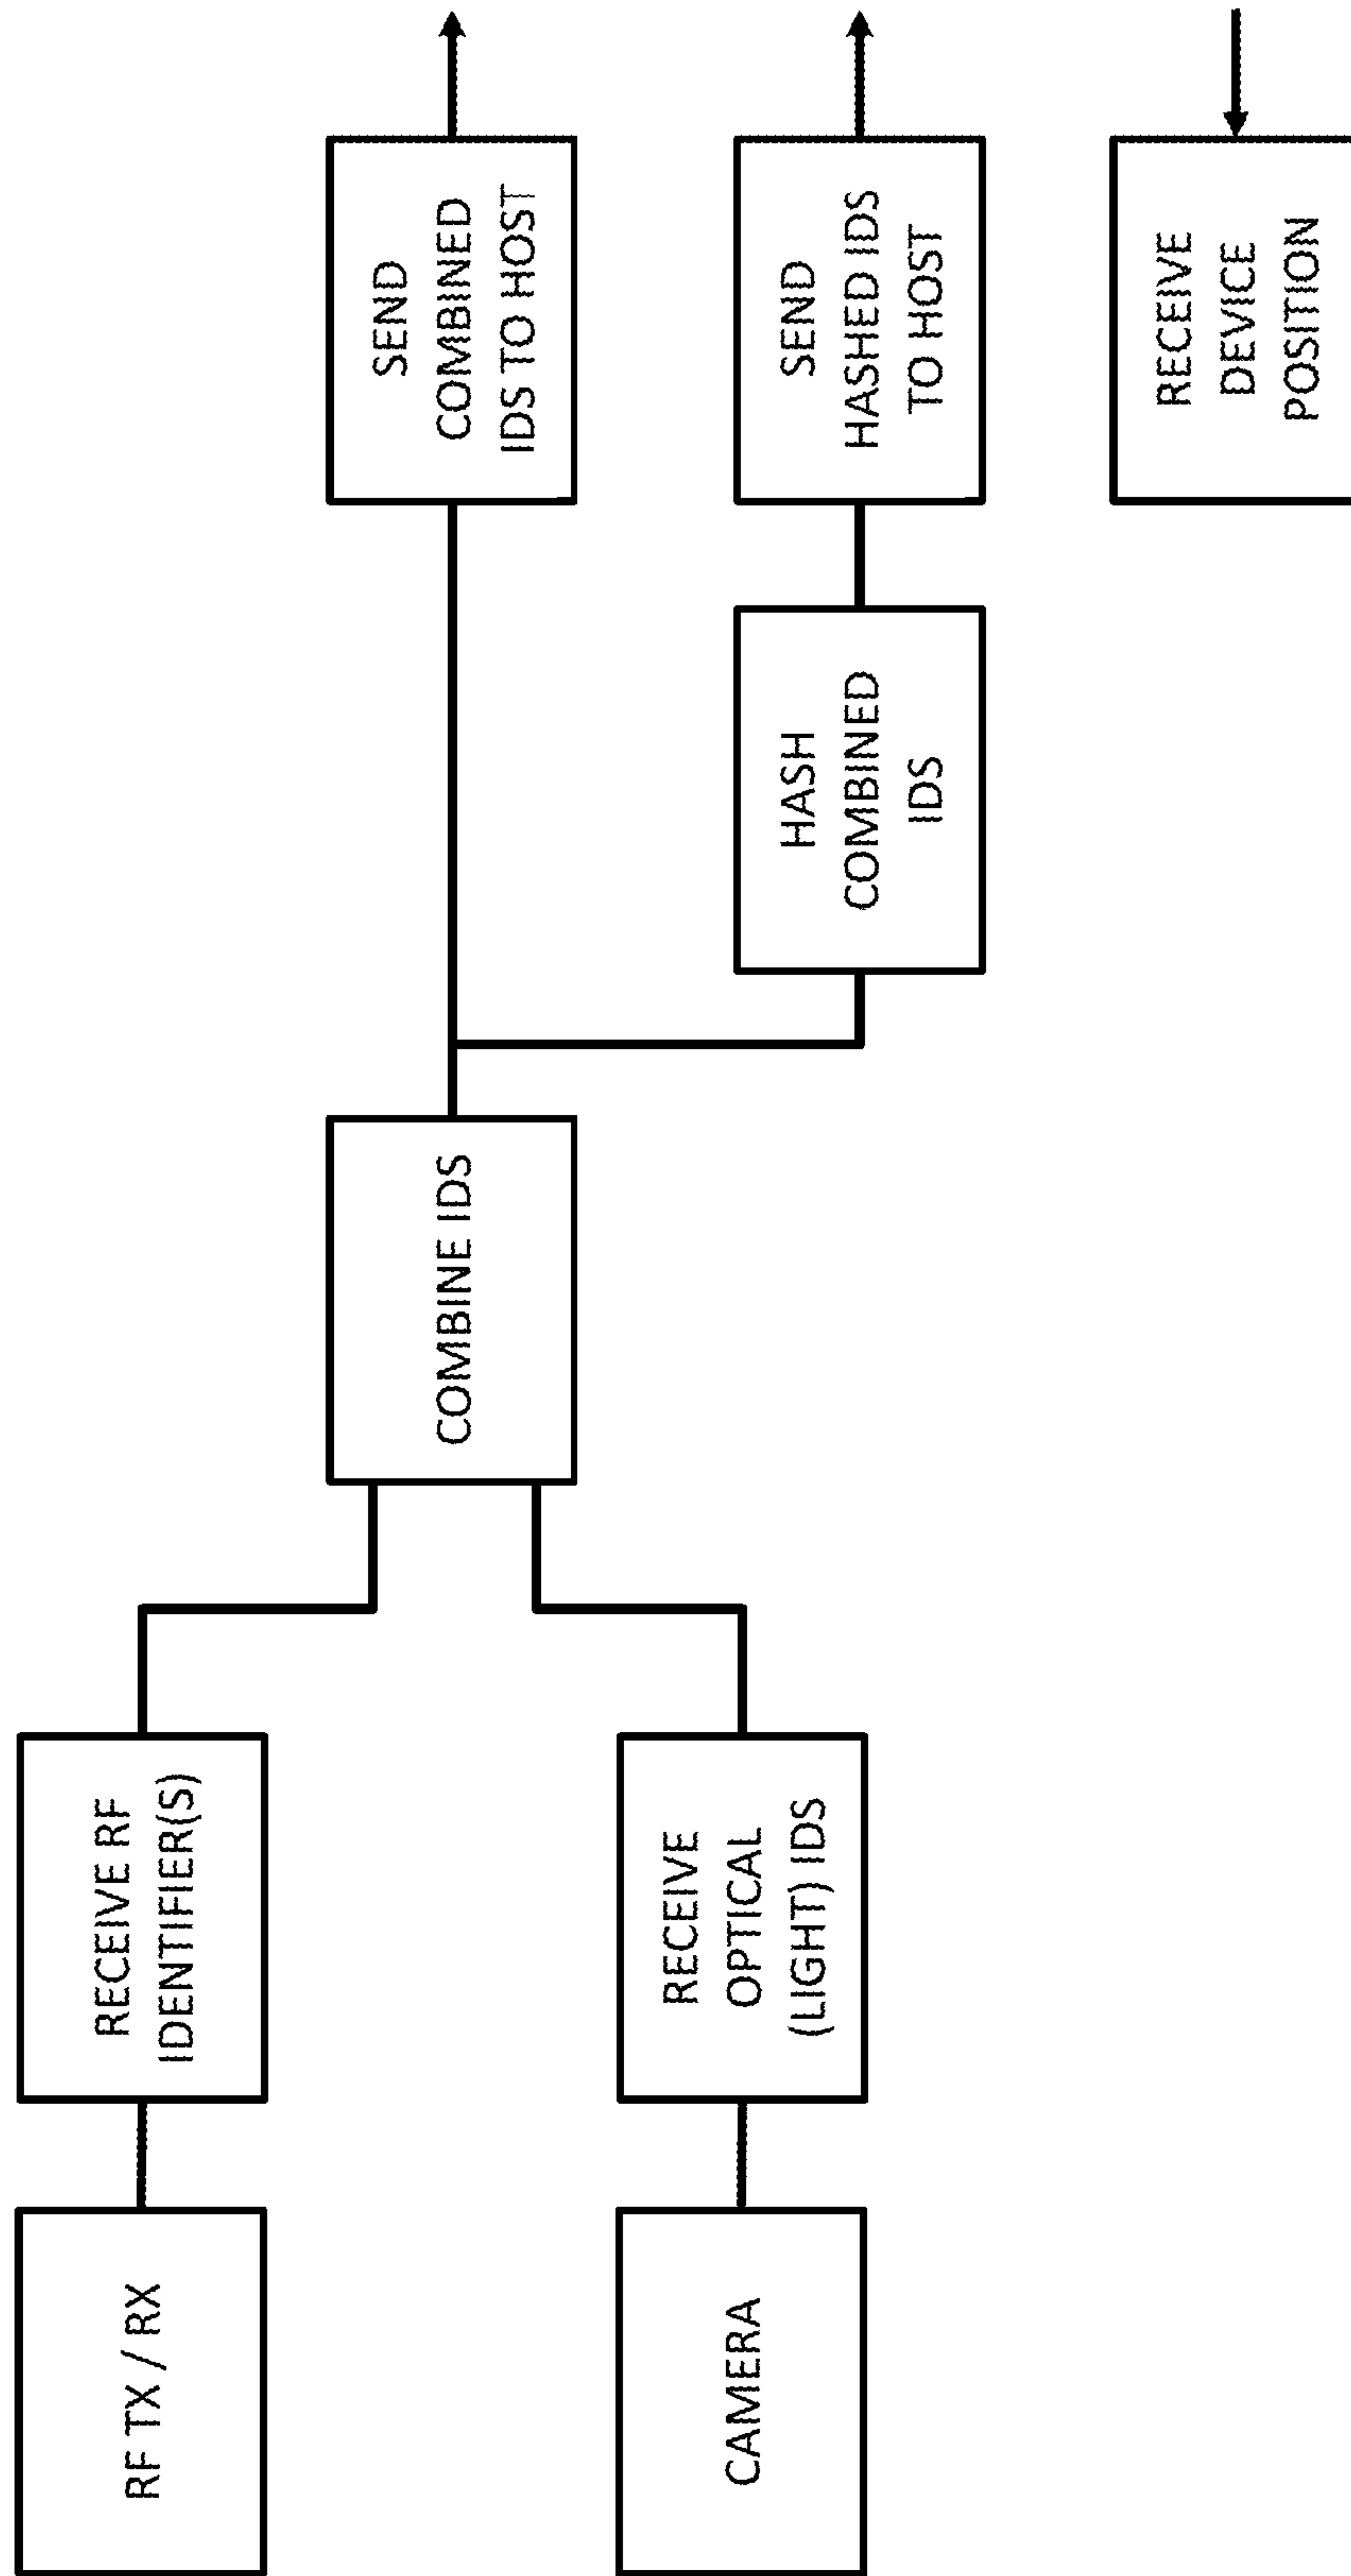 RF TX / RX
RECEIVE RF
IDENTIFIER(S)
CAMERA
RECEIVE
OPTICAL
(LIGHT) IDS
COMBINE IDS
SEND
COMBINED
IDS TO HOST
HASH
COMBINED
IDS
SEND
HASHED IDS
TO HOST
RECEIVE
DEVICE
POSITION